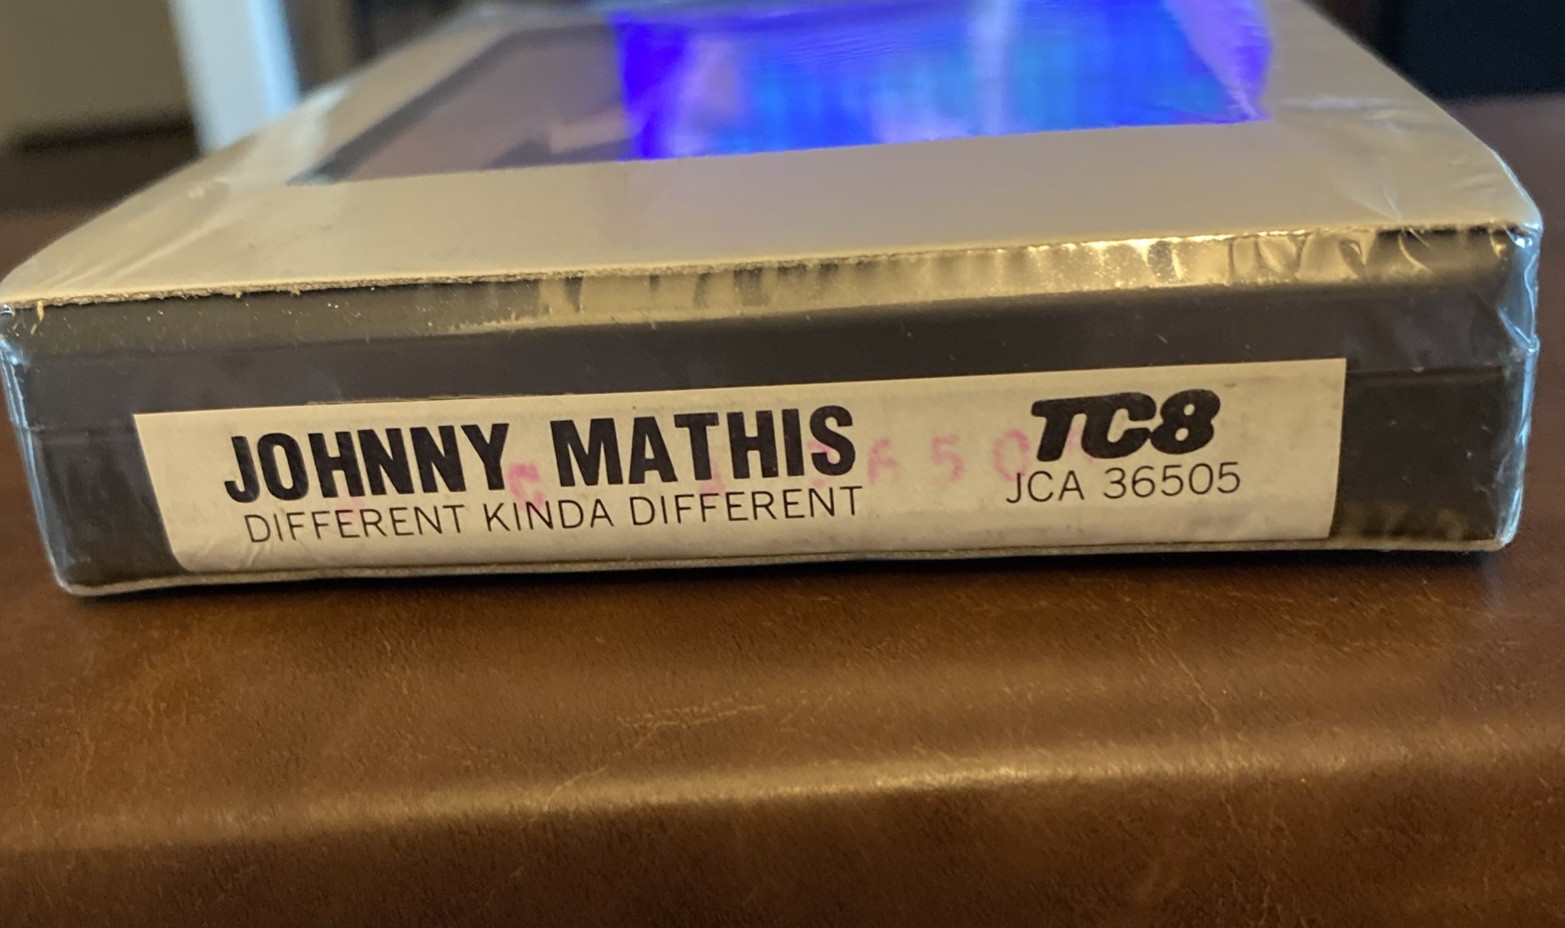 JOHNNY MATHIS
DIFFERENT KINDA DIFFERENT
TC8
JCA 36505